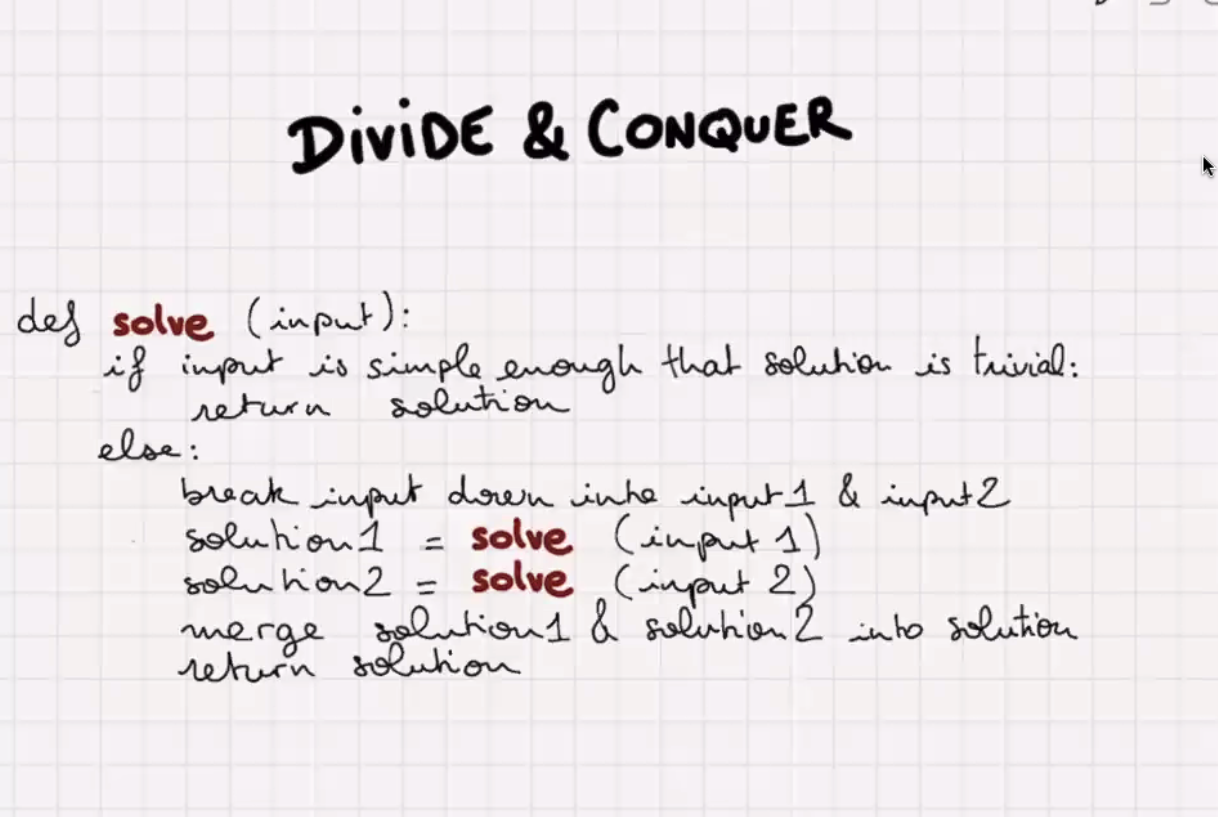 DiViDE & CONQUER
def solve (input):
if input is simple enough that solution is trivial:
return solution
else:
break input down into input1 & input2
solution1 = solve (input 1)
solution2 = solve (input 2)
merge solution1 & solution2 into solution
return solution